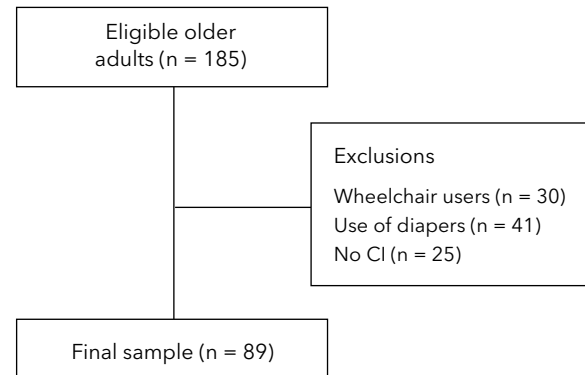 Eligible older
adults (n = 185)
Exclusions
Wheelchair users (n = 30)
Use of diapers (n = 41)
No CI (n = 25)
Final sample (n = 89)